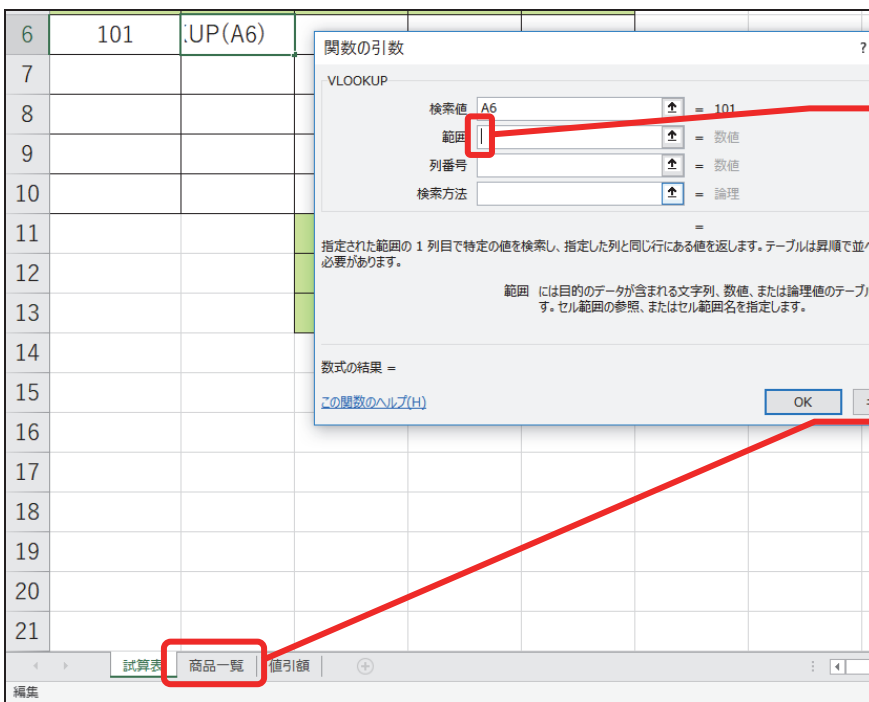 6 101 :UP(A6)
関数の引数 ?
7
VLOOKUP
8 検索値 A6 = 101
範囲 = 数値
9 列番号 = 数値
10 検索方法 = 論理
=
11 指定された範囲の 1 列目で特定の値を検索し、指定した列と同じ行にある値を返します。テーブルは昇順で並べ
必要があります。
12
範囲 には目的のデータが含まれる文字列、数値、または論理値のテーブル
13 す。セル範囲の参照、またはセル範囲名を指定します。
14
数式の結果 =
15 この関数のヘルプ(H) OK
16
17
18
19
20
21
試算表 商品一覧 値引額
編集